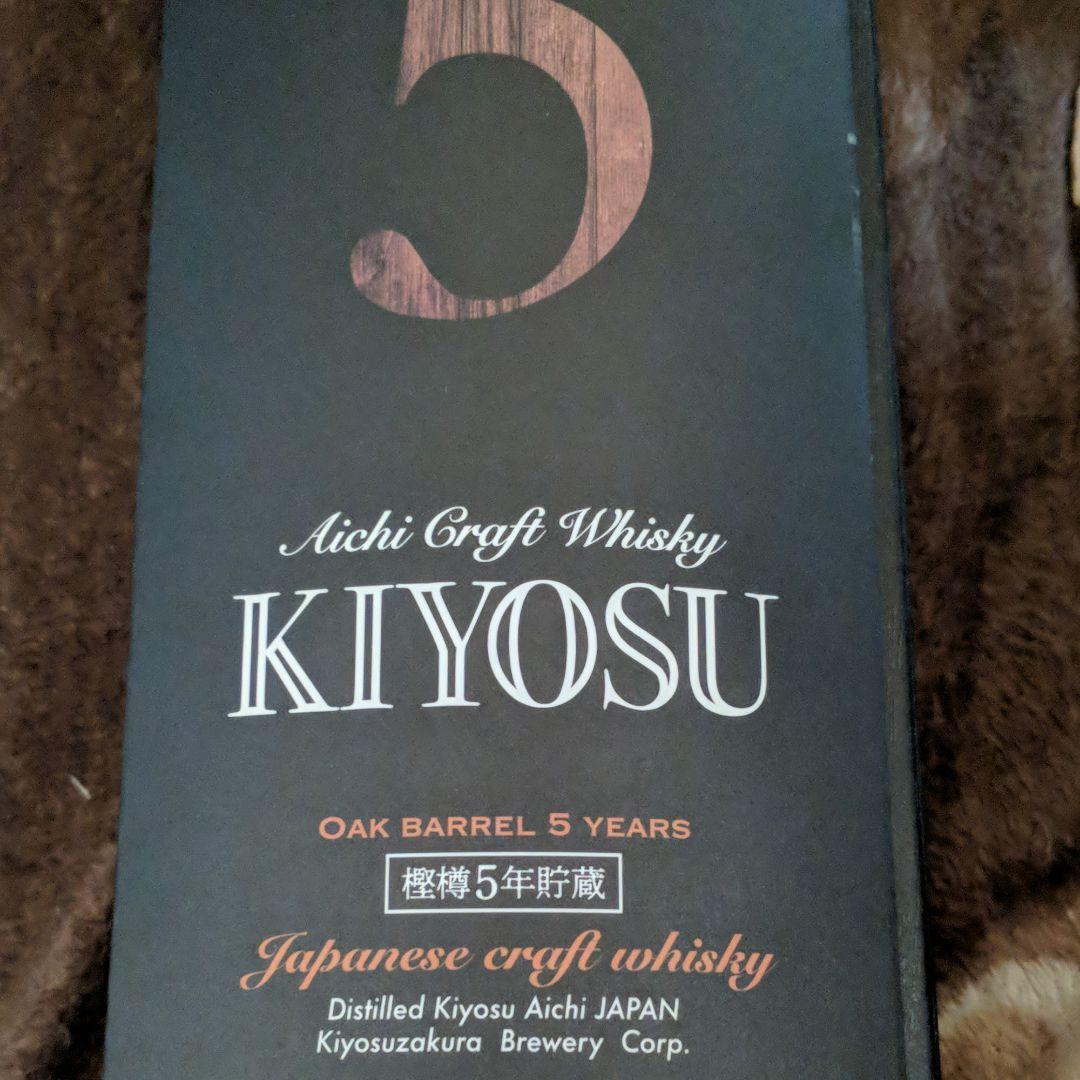 5
Aichi Craft Whisky
KIYOSU
OAK BARREL 5 YEARS
樫樽5年貯蔵
Japanese craft whisky
Distilled Kiyosu Aichi JAPAN
Kiyosuzakura Brewery Corp.